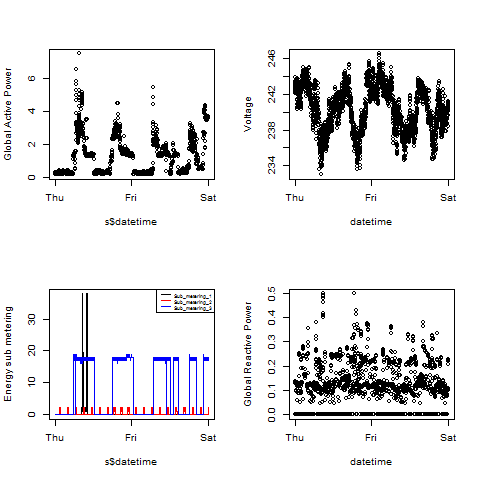 Global Active Power
0 2 4 6
Thu Fri Sat
s$datetime
Voltage
234 238 242 246
Thu Fri Sat
datetime
Energy sub metering
0 10 20 30
Sub_metering_1
Sub_metering_2
Sub_metering_3
Thu Fri Sat
s$datetime
Global Reactive Power
0.0 0.1 0.2 0.3 0.4 0.5
Thu Fri Sat
datetime